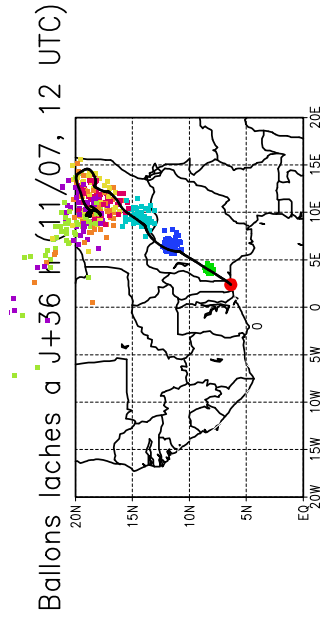 Ballons laches a J+36 h (11/07, 12 UTC)
20N
15N
10N
5N
EQ
20W
15W
10W
5W
0
5E
10E
15E
20E
0